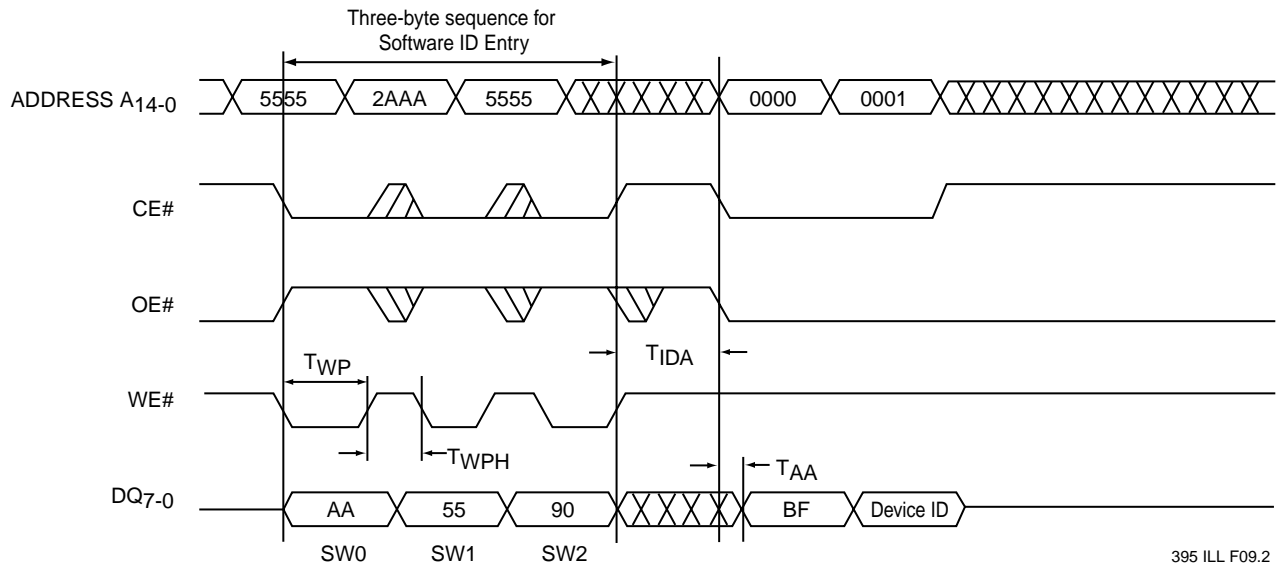 Three-byte sequence for
Software ID Entry
ADDRESS A14-0
5555 2AAA 5555 0000 0001
CE#
OE#
TIDA
TWP
WE#
TWPH
TAA
DQ7-0
AA 55 90 BF Device ID
SW0 SW1 SW2
395 ILL F09.2